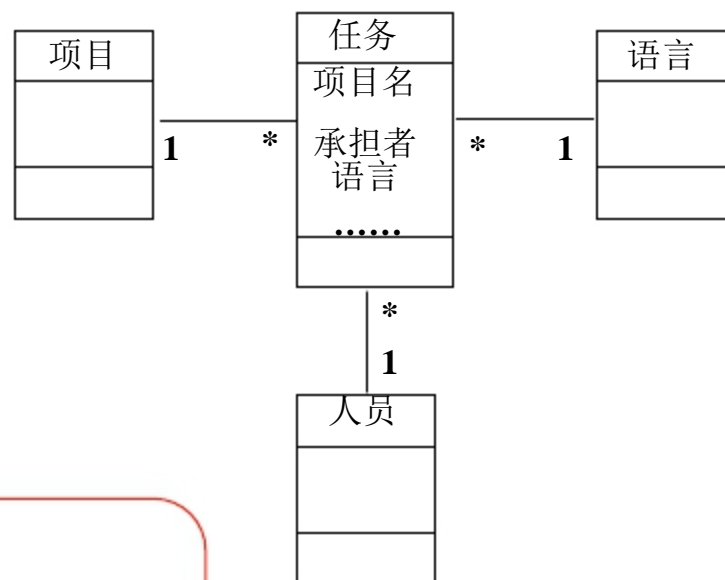 项目
任务
项目名
承担者
语言
......
语言
1
*
*
1
*
1
人员